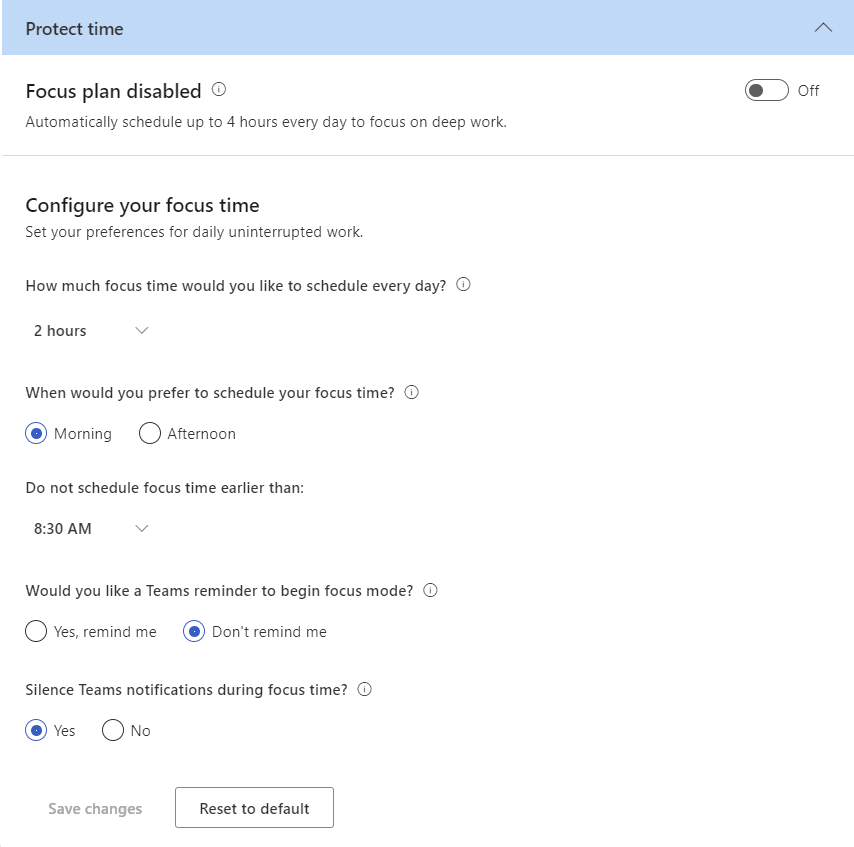 Protect time
Focus plan disabled
Off
Automatically schedule up to 4 hours every day to focus on deep work.
Configure your focus time
Set your preferences for daily uninterrupted work.
How much focus time would you like to schedule every day?
2 hours
When would you prefer to schedule your focus time?
Morning Afternoon
Do not schedule focus time earlier than:
8:30 AM
Would you like a Teams reminder to begin focus mode?
Yes, remind me Don't remind me
Silence Teams notifications during focus time?
Yes No
Save changes Reset to default